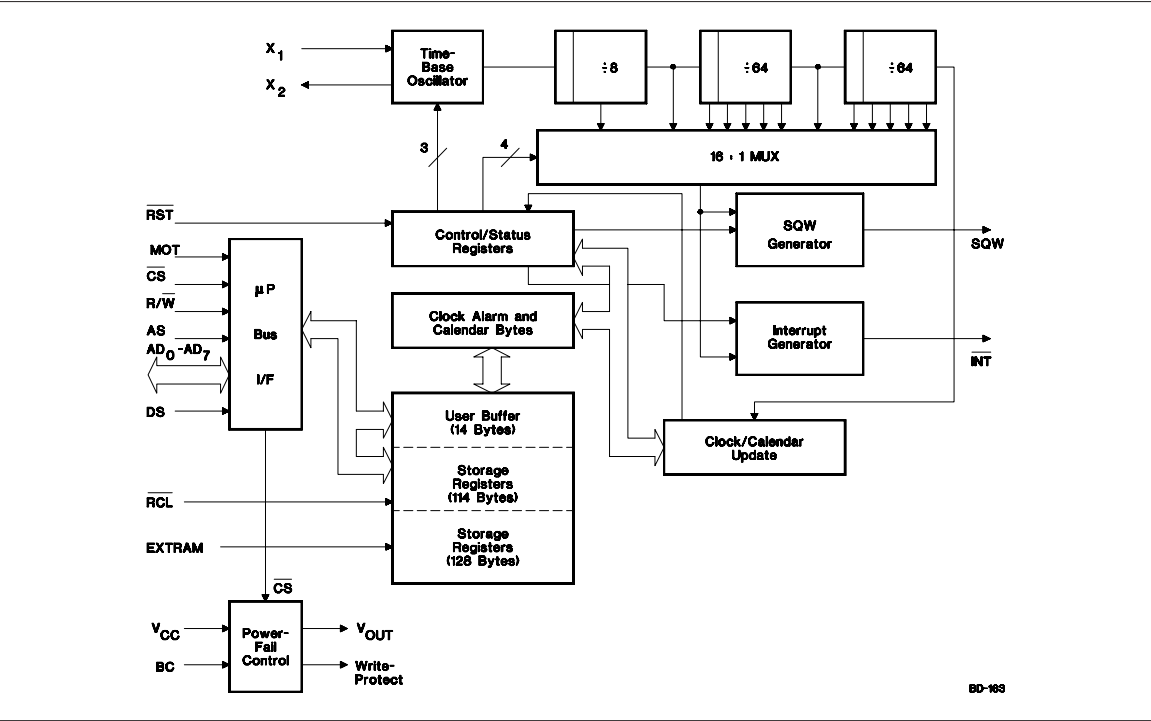 X1
X2
Time-
Base
Oscillator
÷8
÷64
÷64
3
4
16 : 1 MUX
RST
Control/Status
Registers
SQW
Generator
SQW
MOT
CS
R/W
AS
AD0-AD7
DS
µP
Bus
I/F
Clock Alarm and
Calendar Bytes
Interrupt
Generator
INT
User Buffer
(14 Bytes)
Clock/Calendar
Update
Storage
Registers
(114 Bytes)
RCL
Storage
Registers
(128 Bytes)
EXTRAM
CS
VCC
BC
Power-
Fail
Control
VOUT
Write-
Protect
BD-163